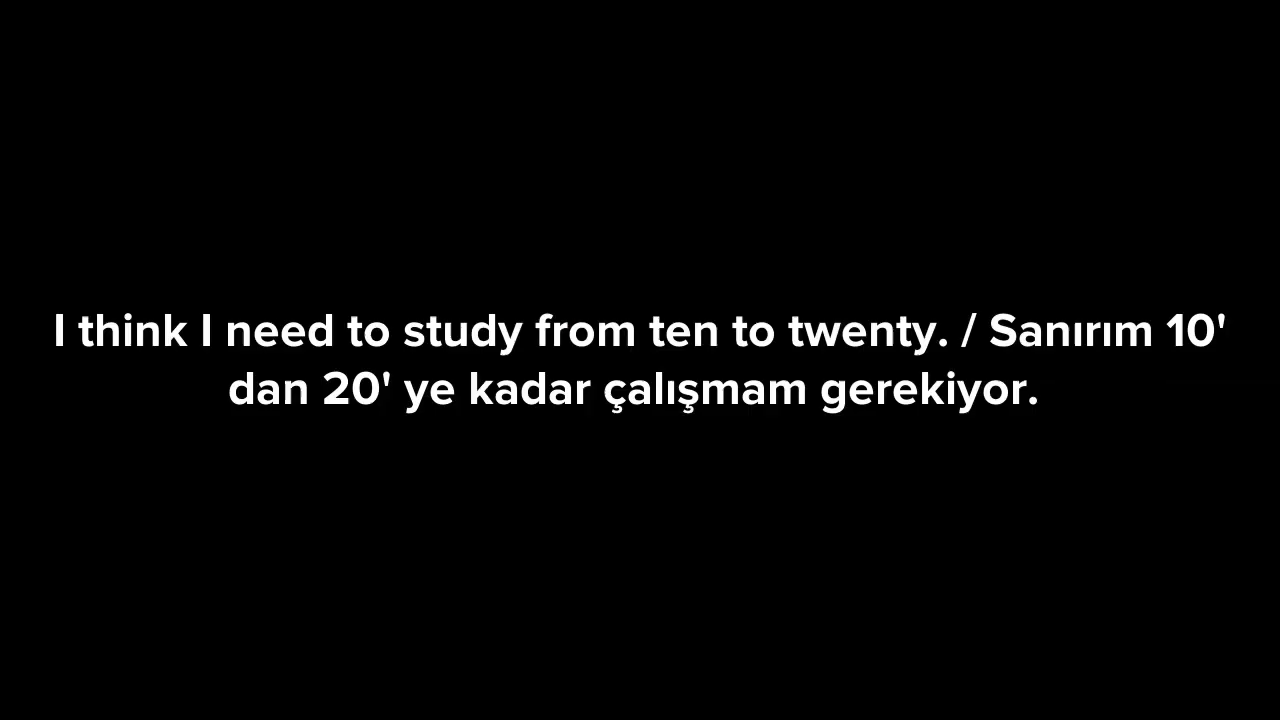 I think I need to study from ten to twenty. / Sanırım 10'
dan 20' ye kadar çalışmam gerekiyor.